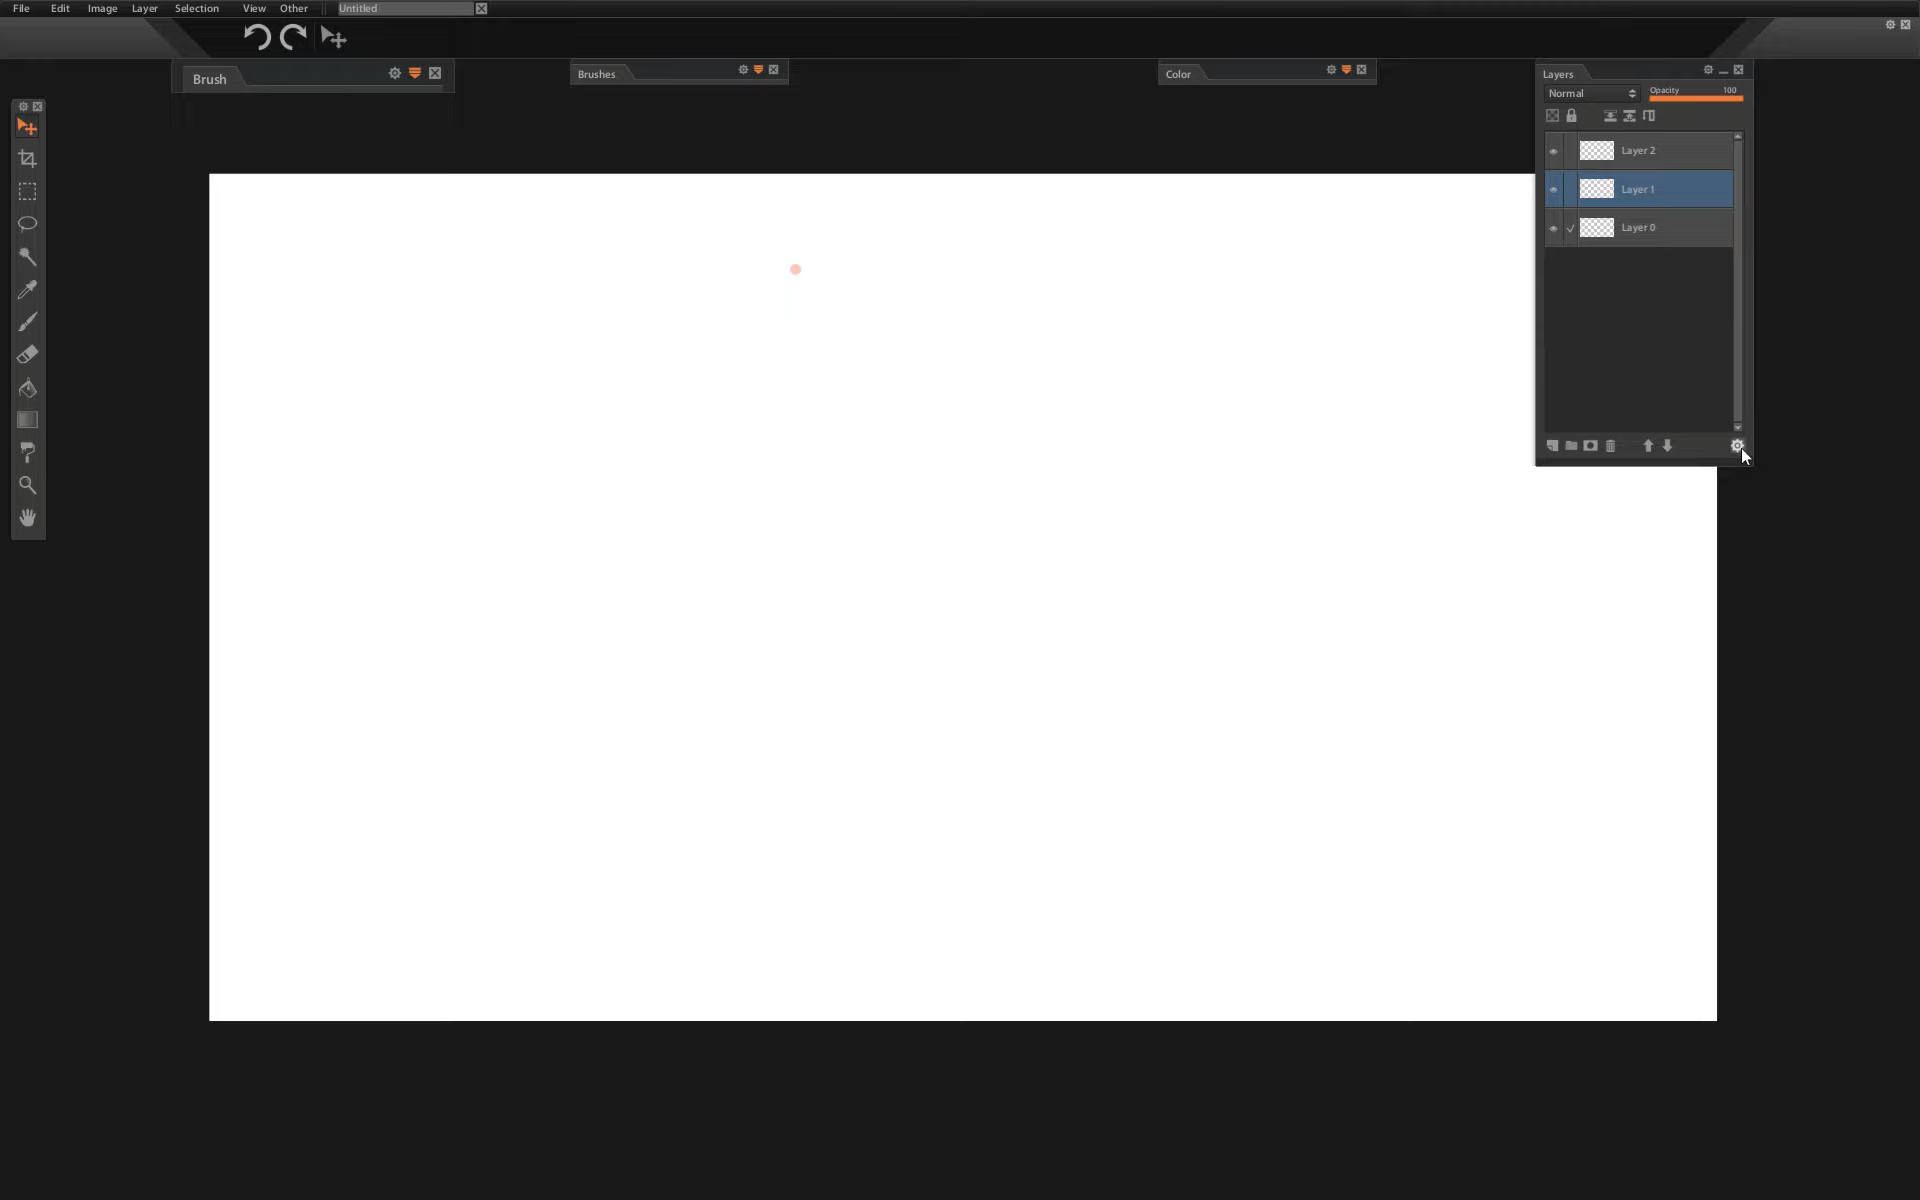 File Edit Image Layer Selection View Other Untitled
Brush
Brushes
Color
Layers
Normal Opacity 100
Layer 2
Layer 1
Layer 0